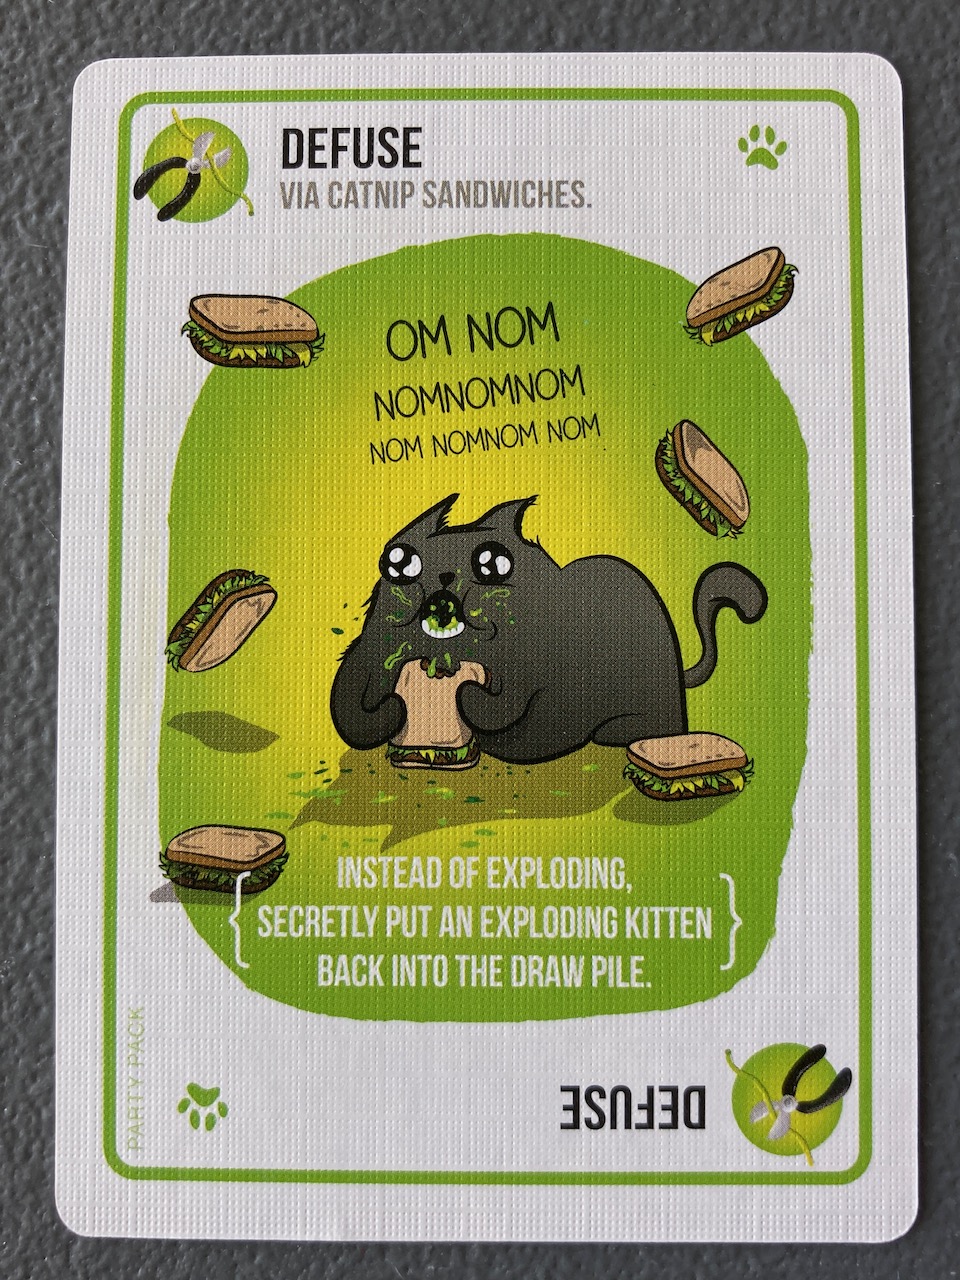 DEFUSE
VIA CATNIP SANDWICHES.
OM NOM
NOMNOMNOM
NOM NOMNOM NOM
INSTEAD OF EXPLODING,
SECRETLY PUT AN EXPLODING KITTEN
BACK INTO THE DRAW PILE.
PARTY PACK
DEFUSE